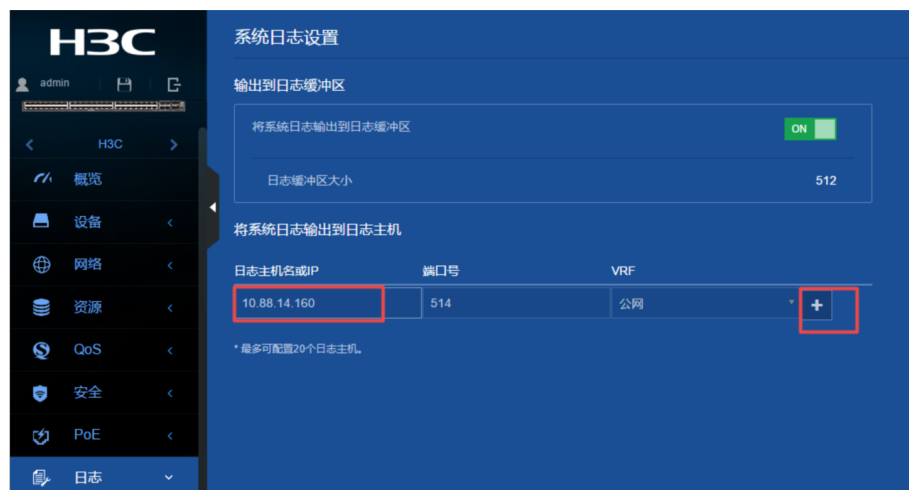 H3C
admin
H3C
概览
设备
网络
资源
QoS
安全
PoE
日志
系统日志设置
输出到日志缓冲区
将系统日志输出到日志缓冲区 ON
日志缓冲区大小 512
将系统日志输出到日志主机
日志主机名或IP 端口号 VRF
10.88.14.160 514 公网 +
* 最多可配置20个日志主机。